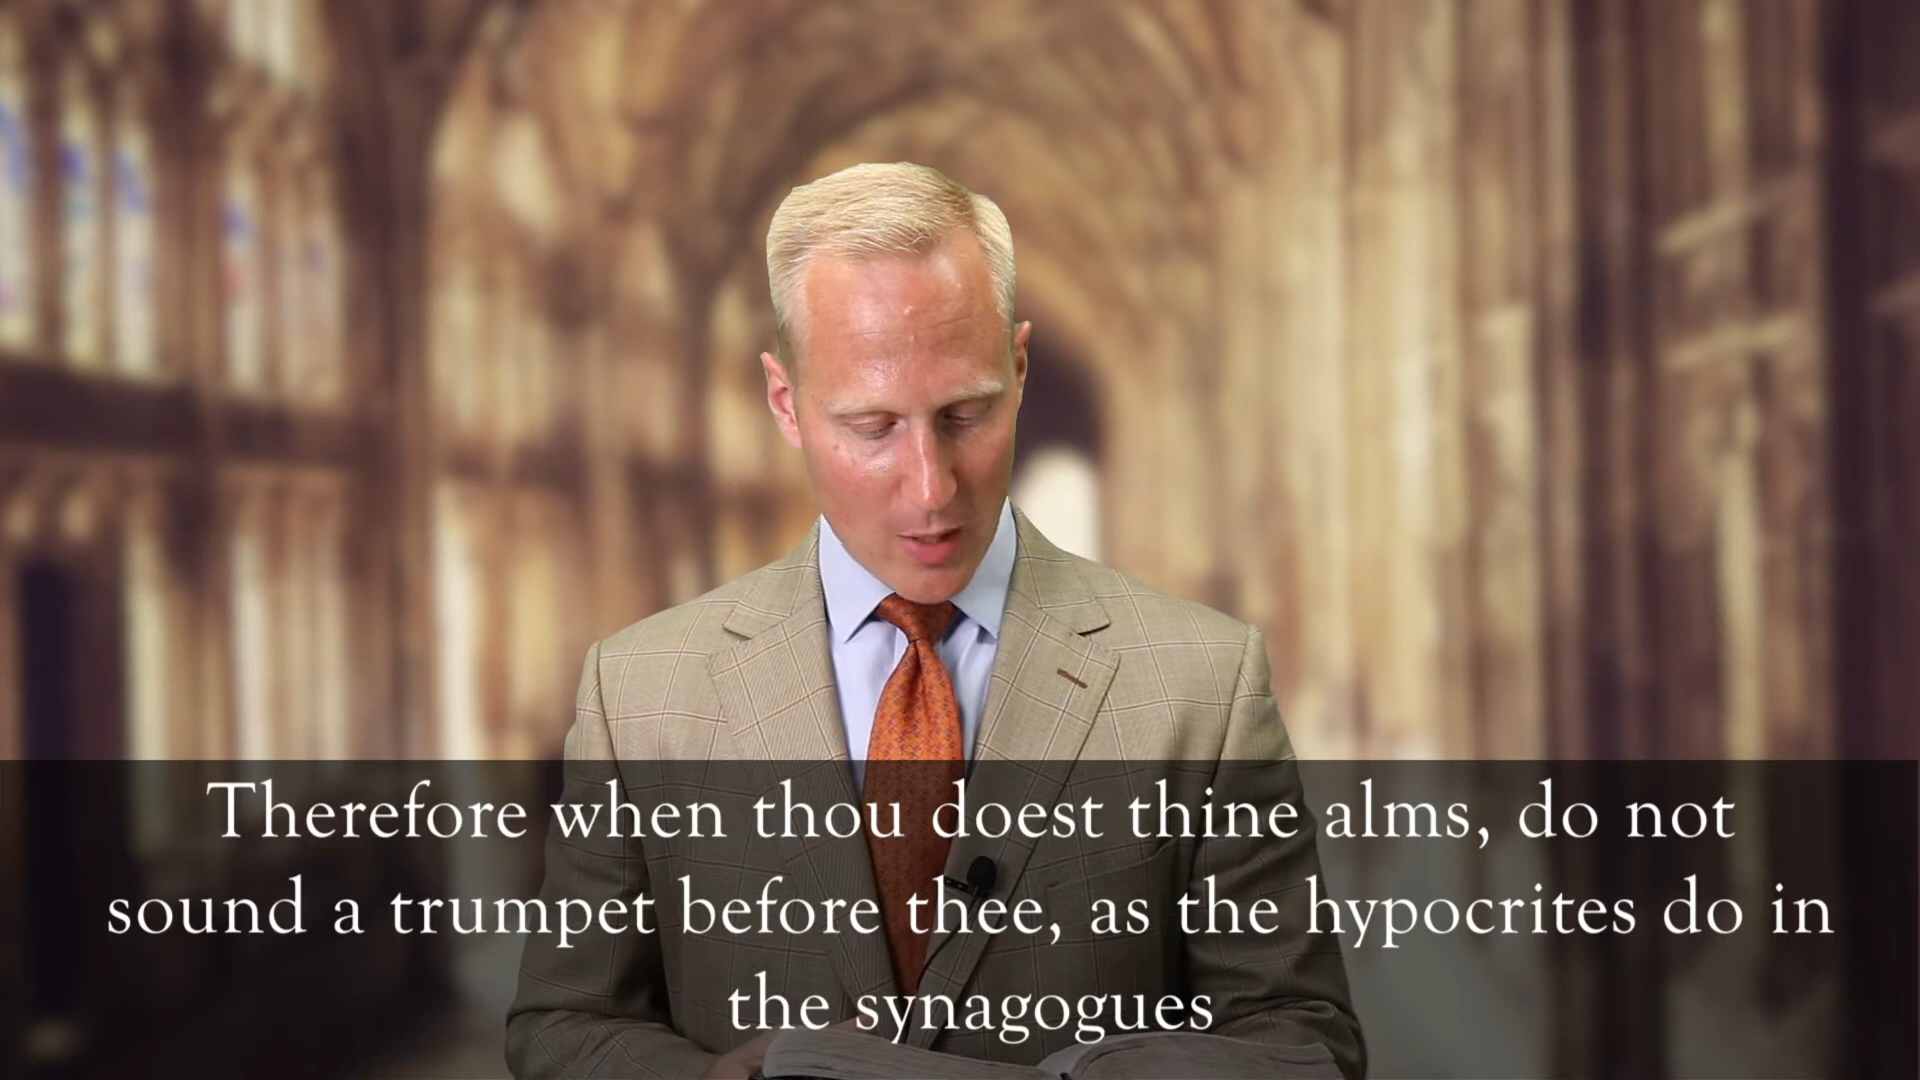 Therefore when thou doest thine alms, do not
sound a trumpet before thee, as the hypocrites do in
the synagogues